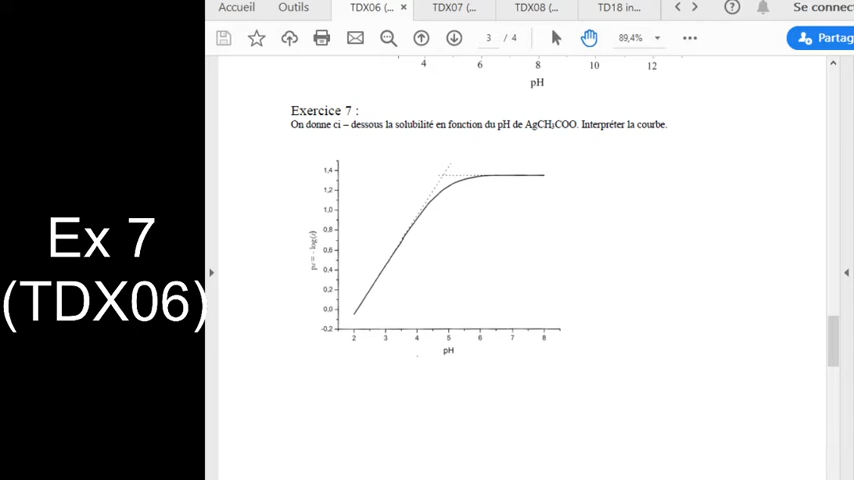 Accueil Outils TDX06 (... × TDX07 (... TDX08 (... TD18 in... Se connect
3 / 4 89,4% Partag
4 6 8 10 12
pH
Exercice 7 :
On donne ci – dessous la solubilité en fonction du pH de AgCH₃COO. Interpréter la courbe.
1,4
1,2
1,0
0,8
0,6
0,4
0,2
0,0
-0,2
ps = - log(s)
2 3 4 5 6 7 8
pH
Ex 7
(TDX06)